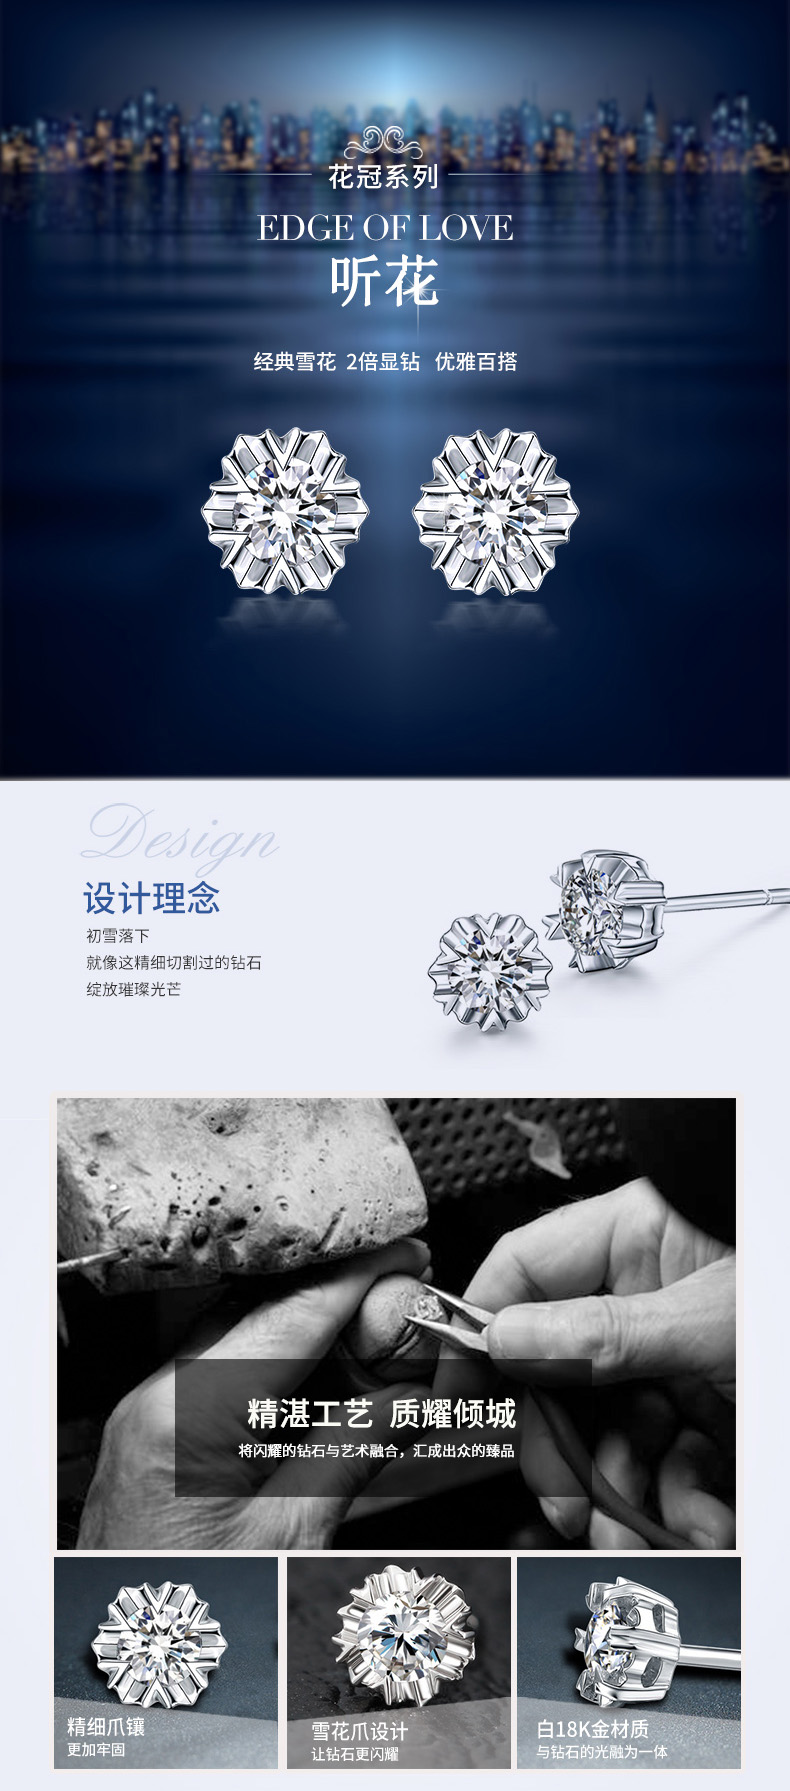 花冠系列
EDGE OF LOVE
听花
经典雪花 2倍显钻 优雅百搭
Design
设计理念
初雪落下
就像这精细切割过的钻石
绽放璀璨光芒
精湛工艺 质耀倾城
将闪耀的钻石与艺术融合，汇成出众的臻品
精细爪镶
更加牢固
雪花爪设计
让钻石更闪耀
白18K金材质
与钻石的光融为一体